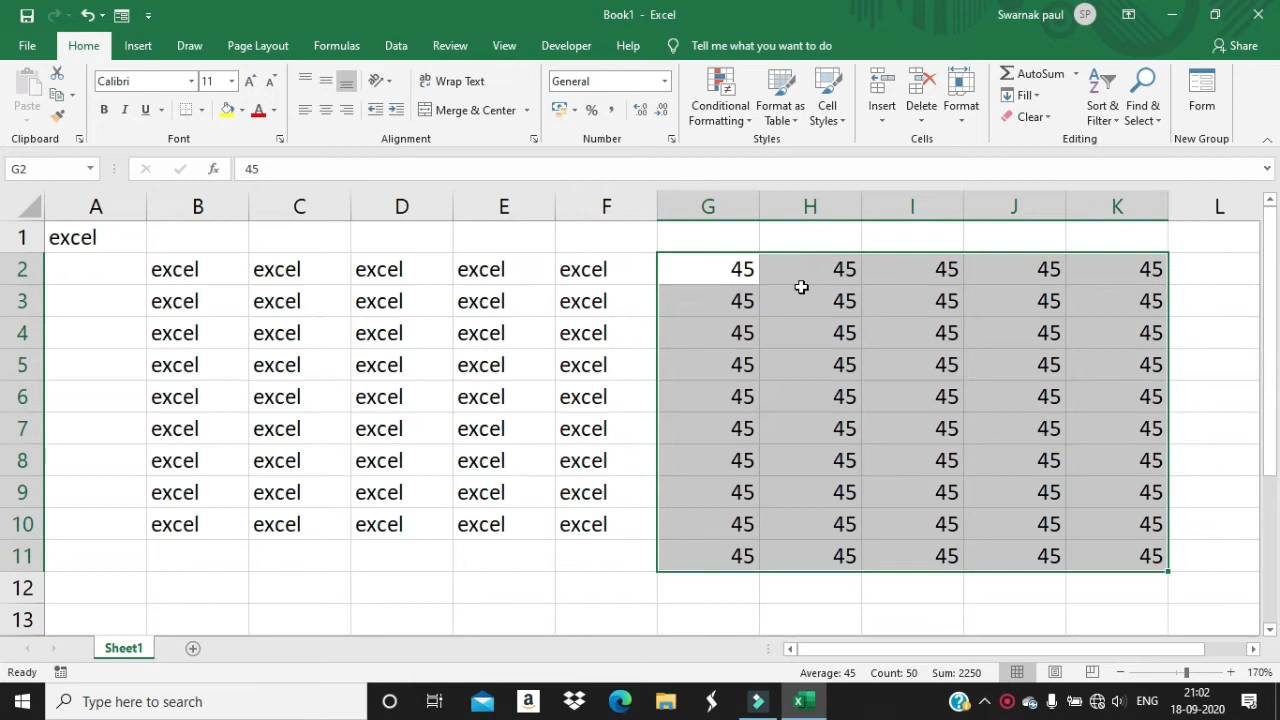 Book1 - Excel
Swarnak paul
SP
File Home Insert Draw Page Layout Formulas Data Review View Developer Help Tell me what you want to do Share
Paste
Calibri 11
B I U A
Wrap Text
Merge & Center
General
%
Conditional Formatting
Format as Table
Cell Styles
Insert
Delete
Format
AutoSum
Fill
Clear
Sort & Filter
Find & Select
Form
Clipboard Font Alignment Number Styles Cells Editing New Group
G2 fx 45
A B C D E F G H I J K L
1 excel
2 excel excel excel excel excel 45 45 45 45 45
3 excel excel excel excel excel 45 45 45 45 45
4 excel excel excel excel excel 45 45 45 45 45
5 excel excel excel excel excel 45 45 45 45 45
6 excel excel excel excel excel 45 45 45 45 45
7 excel excel excel excel excel 45 45 45 45 45
8 excel excel excel excel excel 45 45 45 45 45
9 excel excel excel excel excel 45 45 45 45 45
10 excel excel excel excel excel 45 45 45 45 45
11 45 45 45 45 45
12
13
Sheet1
Ready Average: 45 Count: 50 Sum: 2250 170%
Type here to search
ENG
21:02
18-09-2020